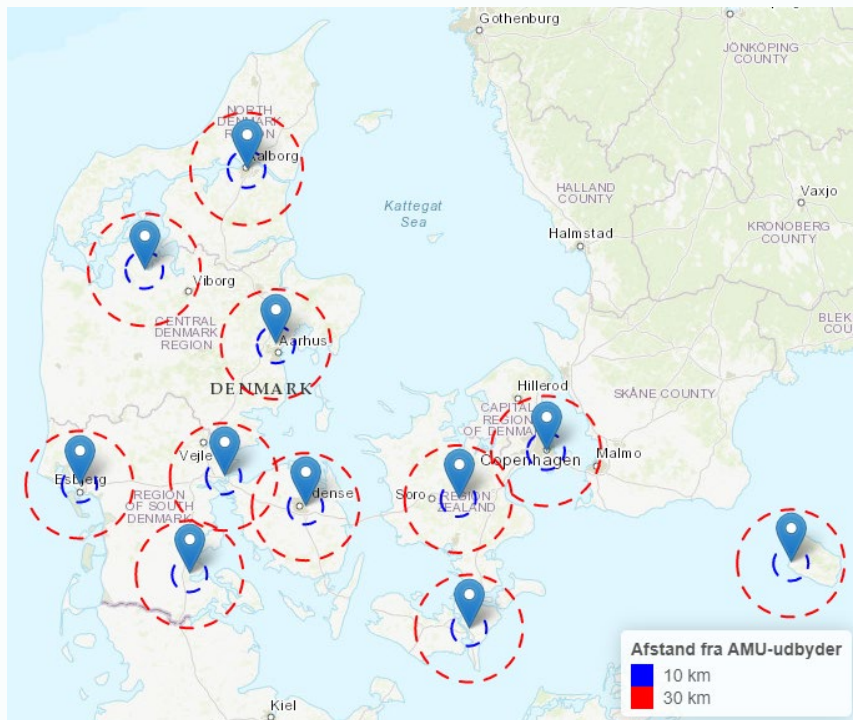 Gothenburg
JÖNKÖPING
COUNTY
NORTH
DENMARK
REGION
Aalborg
Kattegat
Sea
HALLAND
COUNTY
Vaxjo
KRONOBERG
COUNTY
Halmstad
Viborg
CENTRAL
DENMARK
REGION
Aarhus
BLEK
COU
DENMARK
Hillerod
SKÅNE COUNTY
CAPITAL
REGION
OF DENMARK
Vejle
Copenhagen
Malmo
Esbjerg
REGION
OF SOUTH
DENMARK
Odense
Soro
REGION
ZEALAND
Kiel
Afstand fra AMU-udbyder
10 km
30 km